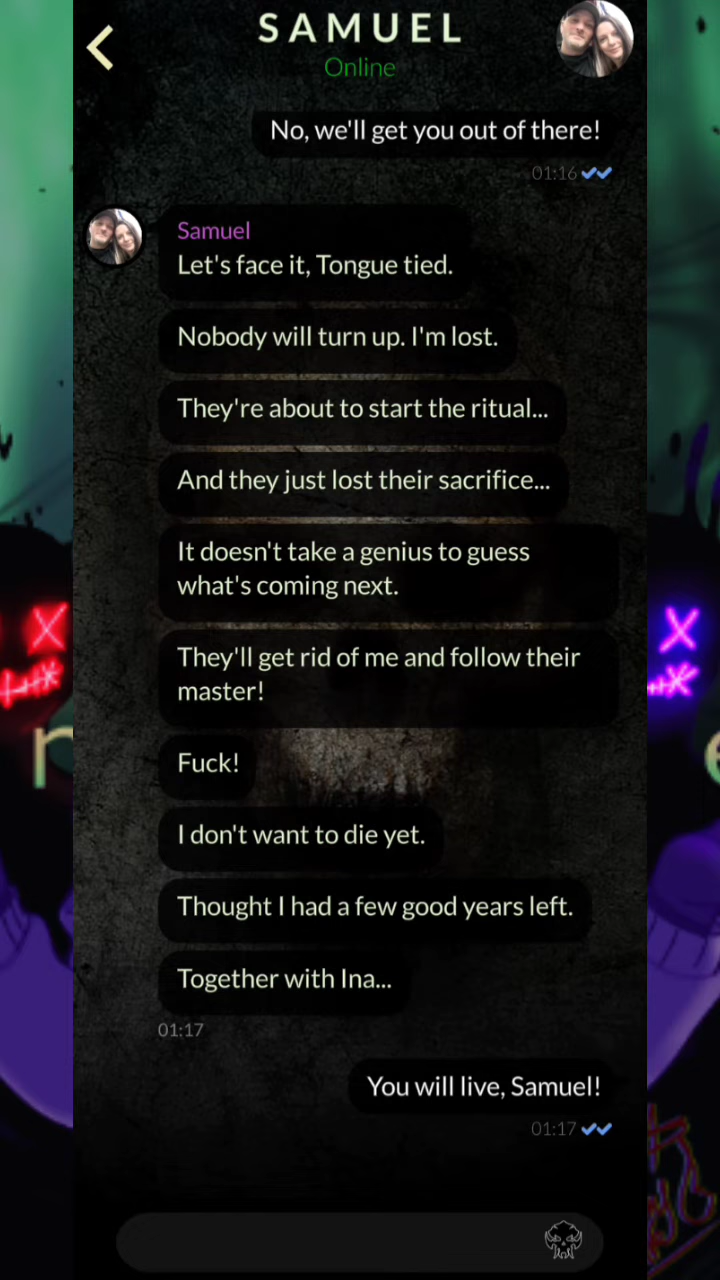 SAMUEL
Online
No, we'll get you out of there!
01:16
Samuel
Let's face it, Tongue tied.
Nobody will turn up. I'm lost.
They're about to start the ritual...
And they just lost their sacrifice...
It doesn't take a genius to guess
what's coming next.
They'll get rid of me and follow their
master!
Fuck!
I don't want to die yet.
Thought I had a few good years left.
Together with Ina...
01:17
You will live, Samuel!
01:17